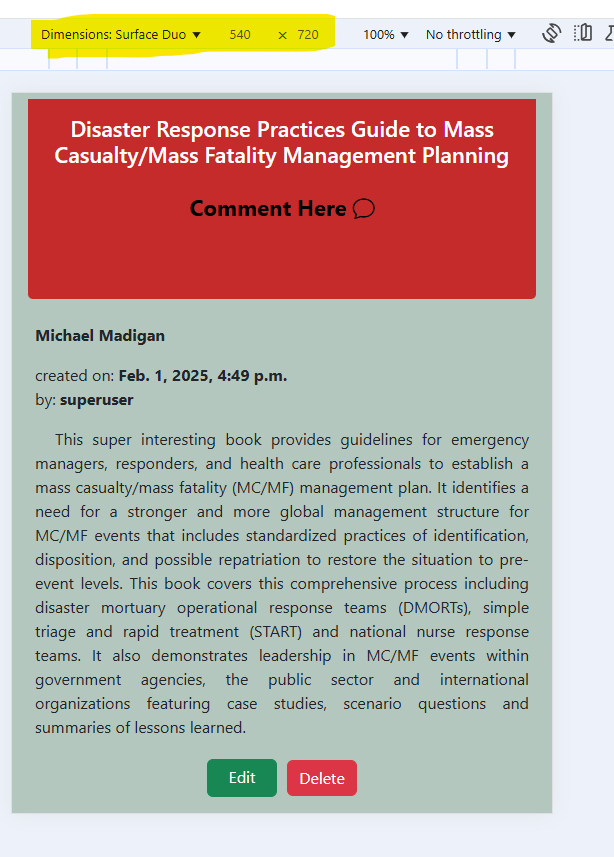 Dimensions: Surface Duo ▼ 540 × 720 100% ▼ No throttling ▼
Disaster Response Practices Guide to Mass
Casualty/Mass Fatality Management Planning
Comment Here
Michael Madigan
created on: Feb. 1, 2025, 4:49 p.m.
by: superuser
This super interesting book provides guidelines for emergency
managers, responders, and health care professionals to establish a
mass casualty/mass fatality (MC/MF) management plan. It identifies a
need for a stronger and more global management structure for
MC/MF events that includes standardized practices of identification,
disposition, and possible repatriation to restore the situation to pre-
event levels. This book covers this comprehensive process including
disaster mortuary operational response teams (DMORTs), simple
triage and rapid treatment (START) and national nurse response
teams. It also demonstrates leadership in MC/MF events within
government agencies, the public sector and international
organizations featuring case studies, scenario questions and
summaries of lessons learned.
Edit Delete